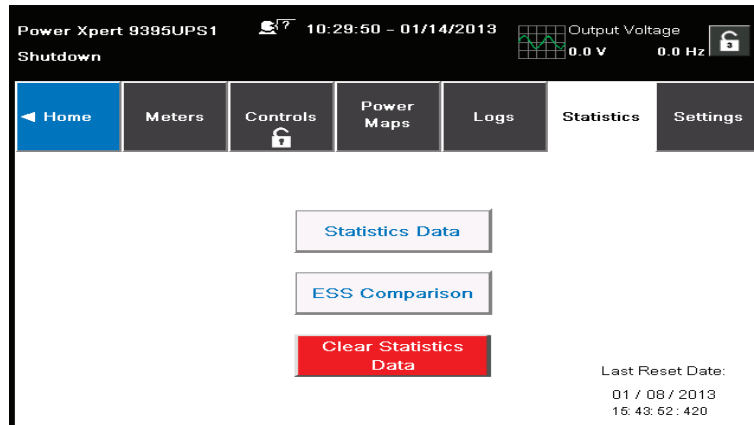 Power Xpert 9395UPS1
? 10:29:50 - 01/14/2013
Output Voltage
Shutdown
0.0 V 0.0 Hz
3
Home Meters Controls Power Maps Logs Statistics Settings
Statistics Data
ESS Comparison
Clear Statistics
Data
Last Reset Date:
01 / 08 / 2013
15: 43: 52 : 420